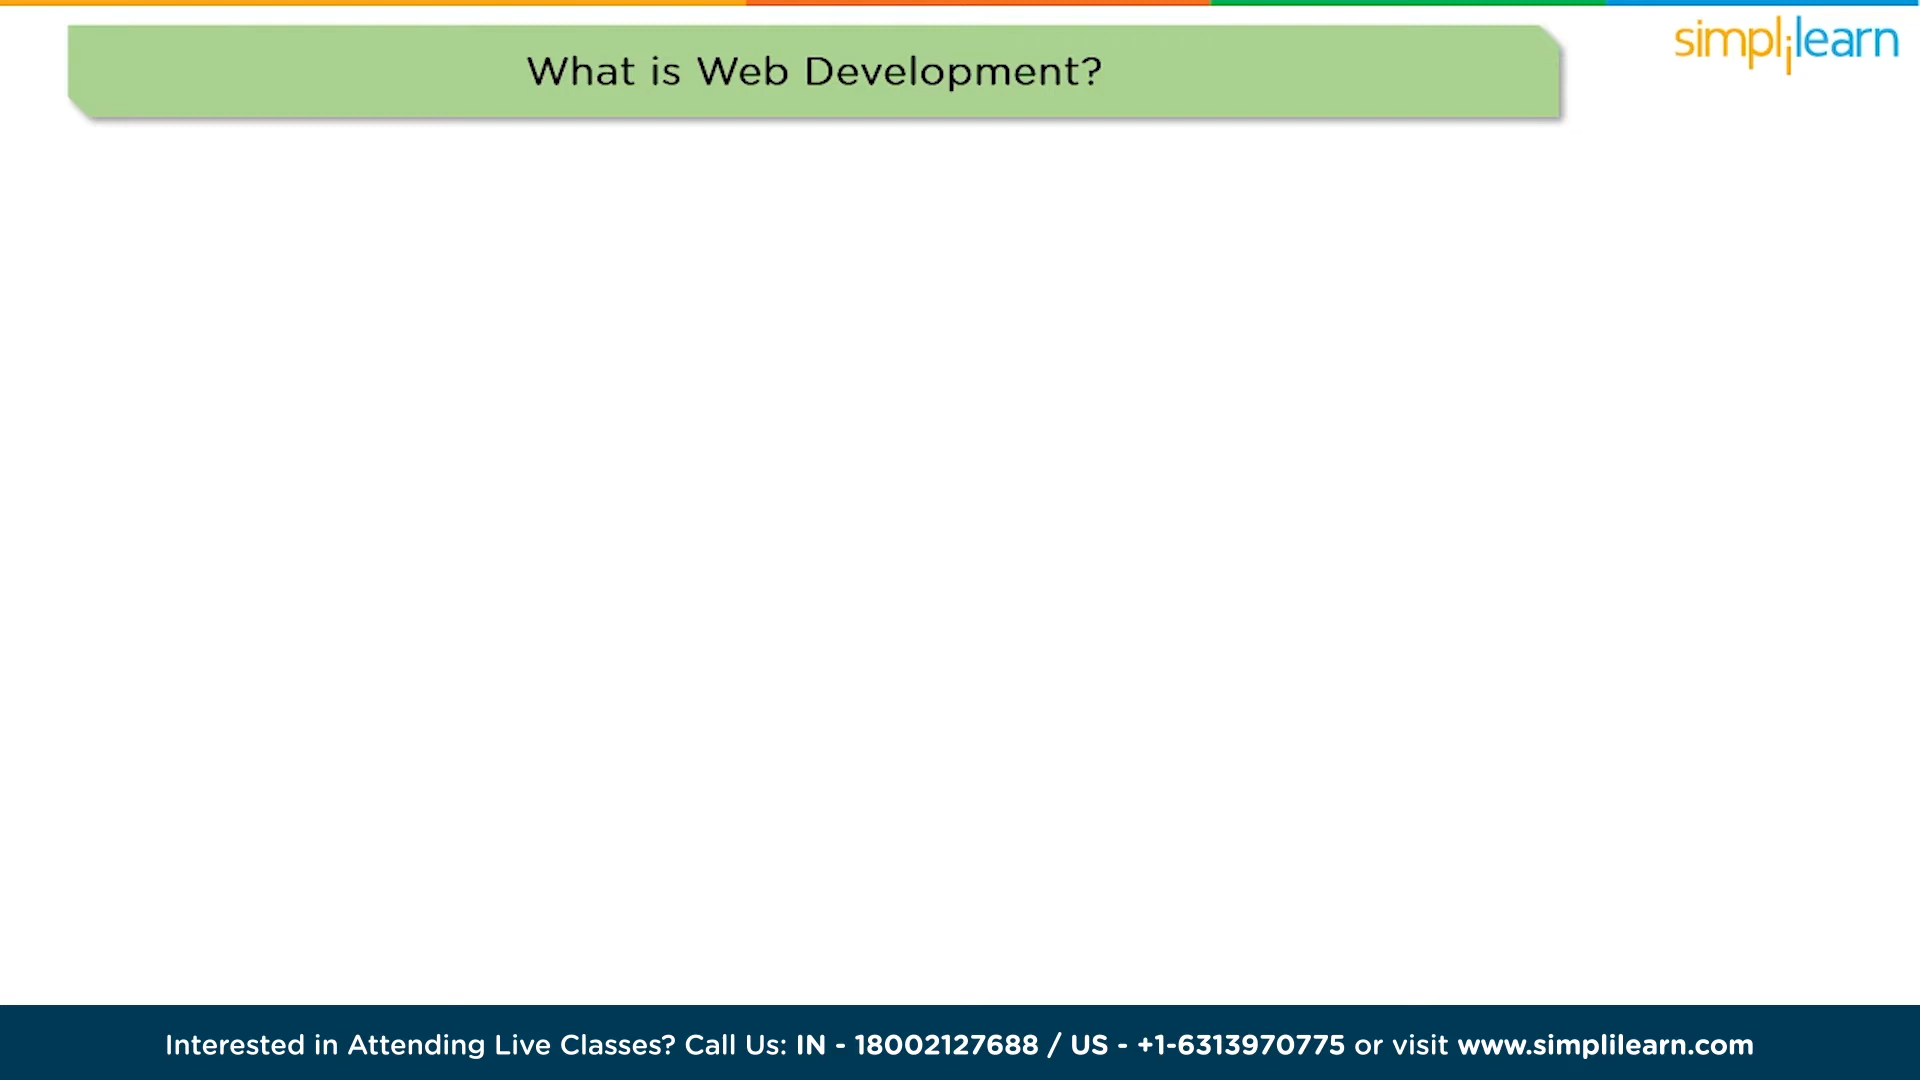 What is Web Development?
simplilearn
Interested in Attending Live Classes? Call Us: IN - 18002127688 / US - +1-6313970775 or visit www.simplilearn.com